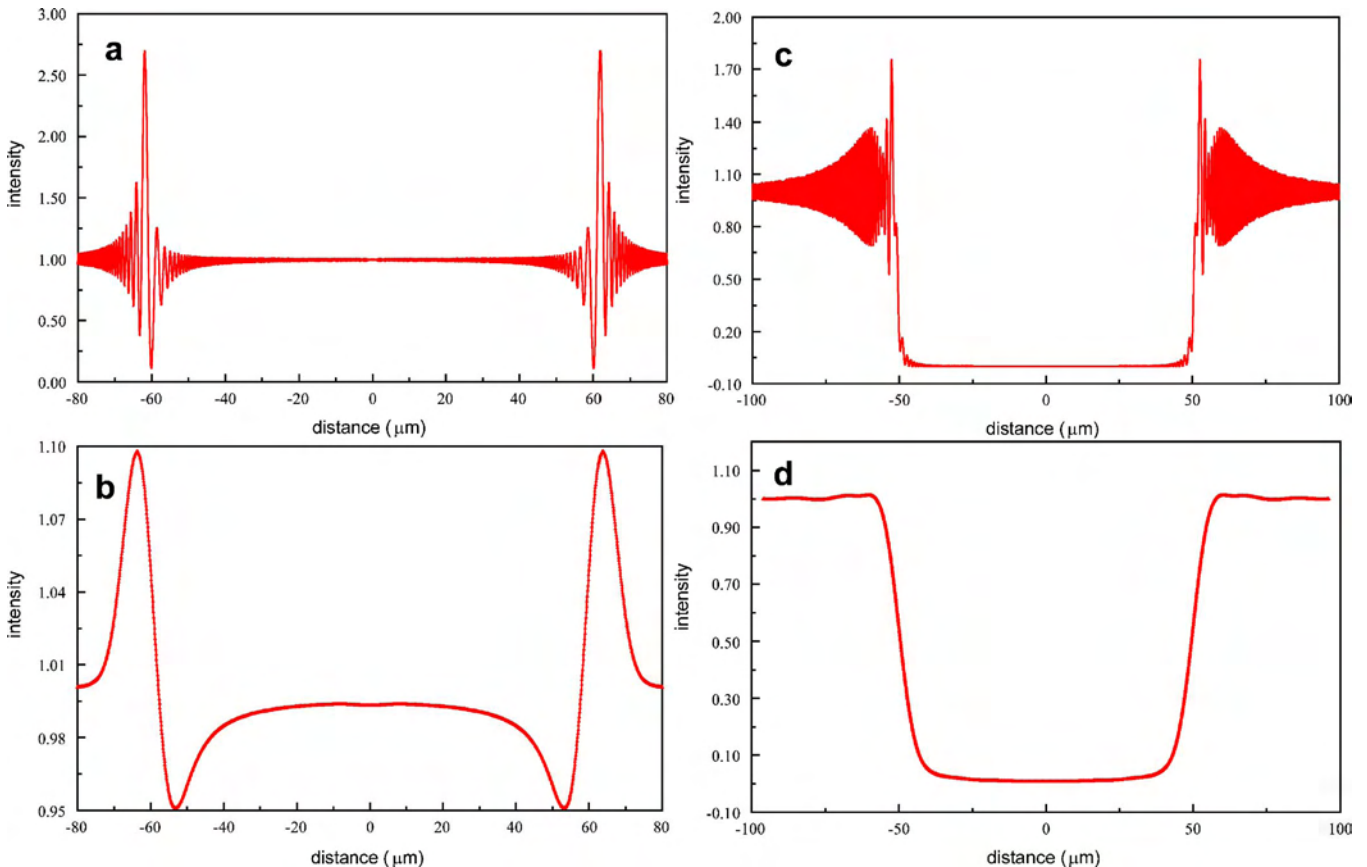 a
3.00
2.50
2.00
1.50
1.00
0.50
0.00
intensity
-80 -60 -40 -20 0 20 40 60 80
distance (μm)
c
2.00
1.70
1.40
1.10
0.80
0.50
0.20
-0.10
intensity
-100 -50 0 50 100
distance (μm)
b
1.10
1.07
1.04
1.01
0.98
0.95
intensity
-80 -60 -40 -20 0 20 40 60 80
distance (μm)
d
1.10
0.90
0.70
0.50
0.30
0.10
-0.10
intensity
-100 -50 0 50 100
distance (μm)